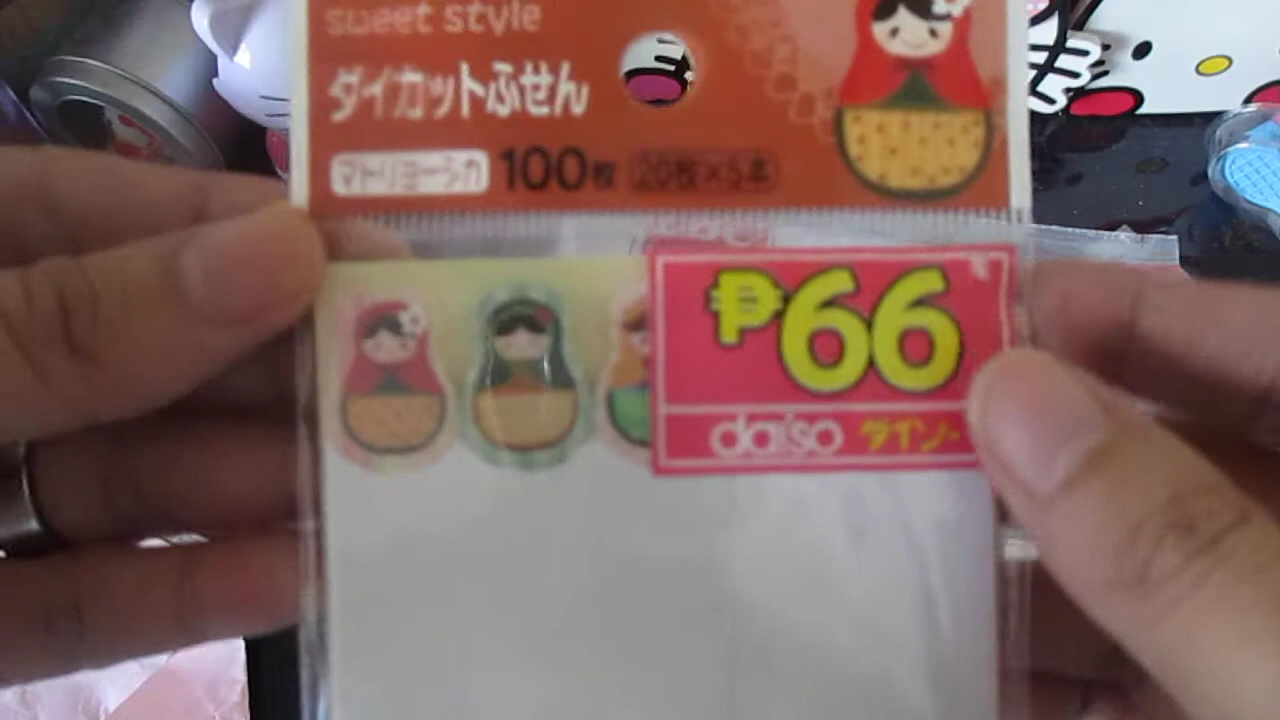 sweet style
ダイカットふせん
マトリョーシカ 100枚 20枚×5本
₱66
daiso ダイソー